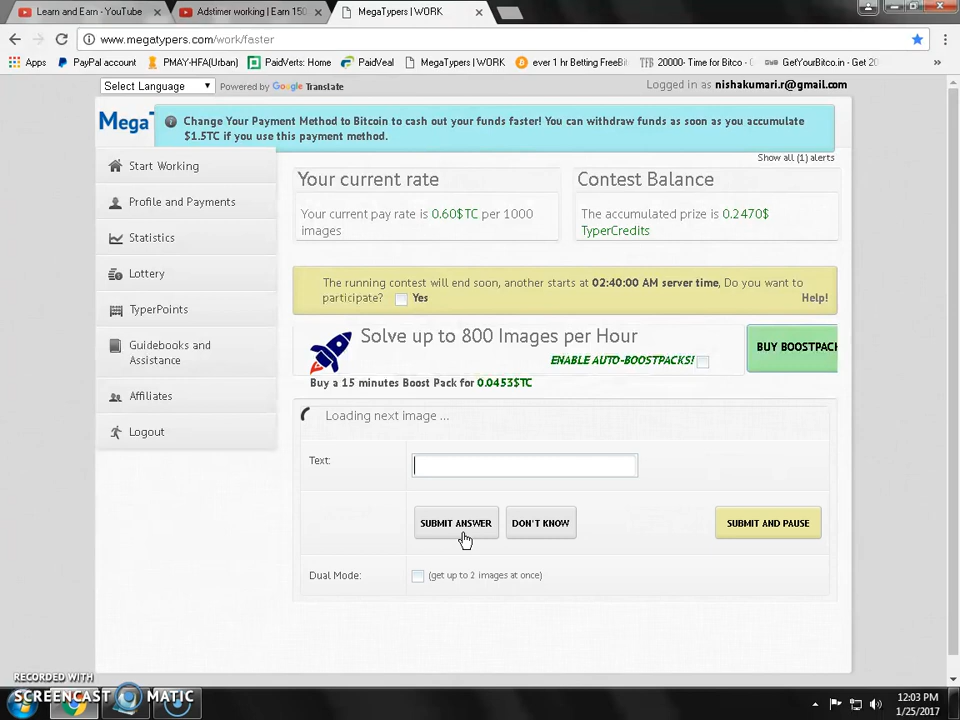 Learn and Earn - YouTube
Adstimer working | Earn 150
MegaTypers | WORK
www.megatypers.com/work/faster
Apps
PayPal account
PMAY-HFA(Urban)
PaidVerts: Home
PaidVeal
MegaTypers | WORK
ever 1 hr Betting FreeBi
20000- Time for Bitco
GetYourBitco.in - Get 20
Select Language
Powered by Google Translate
Logged in as nishakumari.r@gmail.com
MegaT
Change Your Payment Method to Bitcoin to cash out your funds faster! You can withdraw funds as soon as you accumulate
$1.5TC if you use this payment method.
Show all (1) alerts
Start Working
Profile and Payments
Statistics
Lottery
TyperPoints
Guidebooks and
Assistance
Affiliates
Logout
Your current rate
Your current pay rate is 0.60$TC per 1000
images
Contest Balance
The accumulated prize is 0.2470$
TyperCredits
The running contest will end soon, another starts at 02:40:00 AM server time, Do you want to
participate? Yes
Help!
Solve up to 800 Images per Hour
ENABLE AUTO-BOOSTPACKS!
BUY BOOSTPACK
Buy a 15 minutes Boost Pack for 0.0453$TC
Loading next image ...
Text:
SUBMIT ANSWER
DON'T KNOW
SUBMIT AND PAUSE
Dual Mode:
(get up to 2 images at once)
RECORDED WITH
SCREENCAST MATIC
12:03 PM
1/25/2017